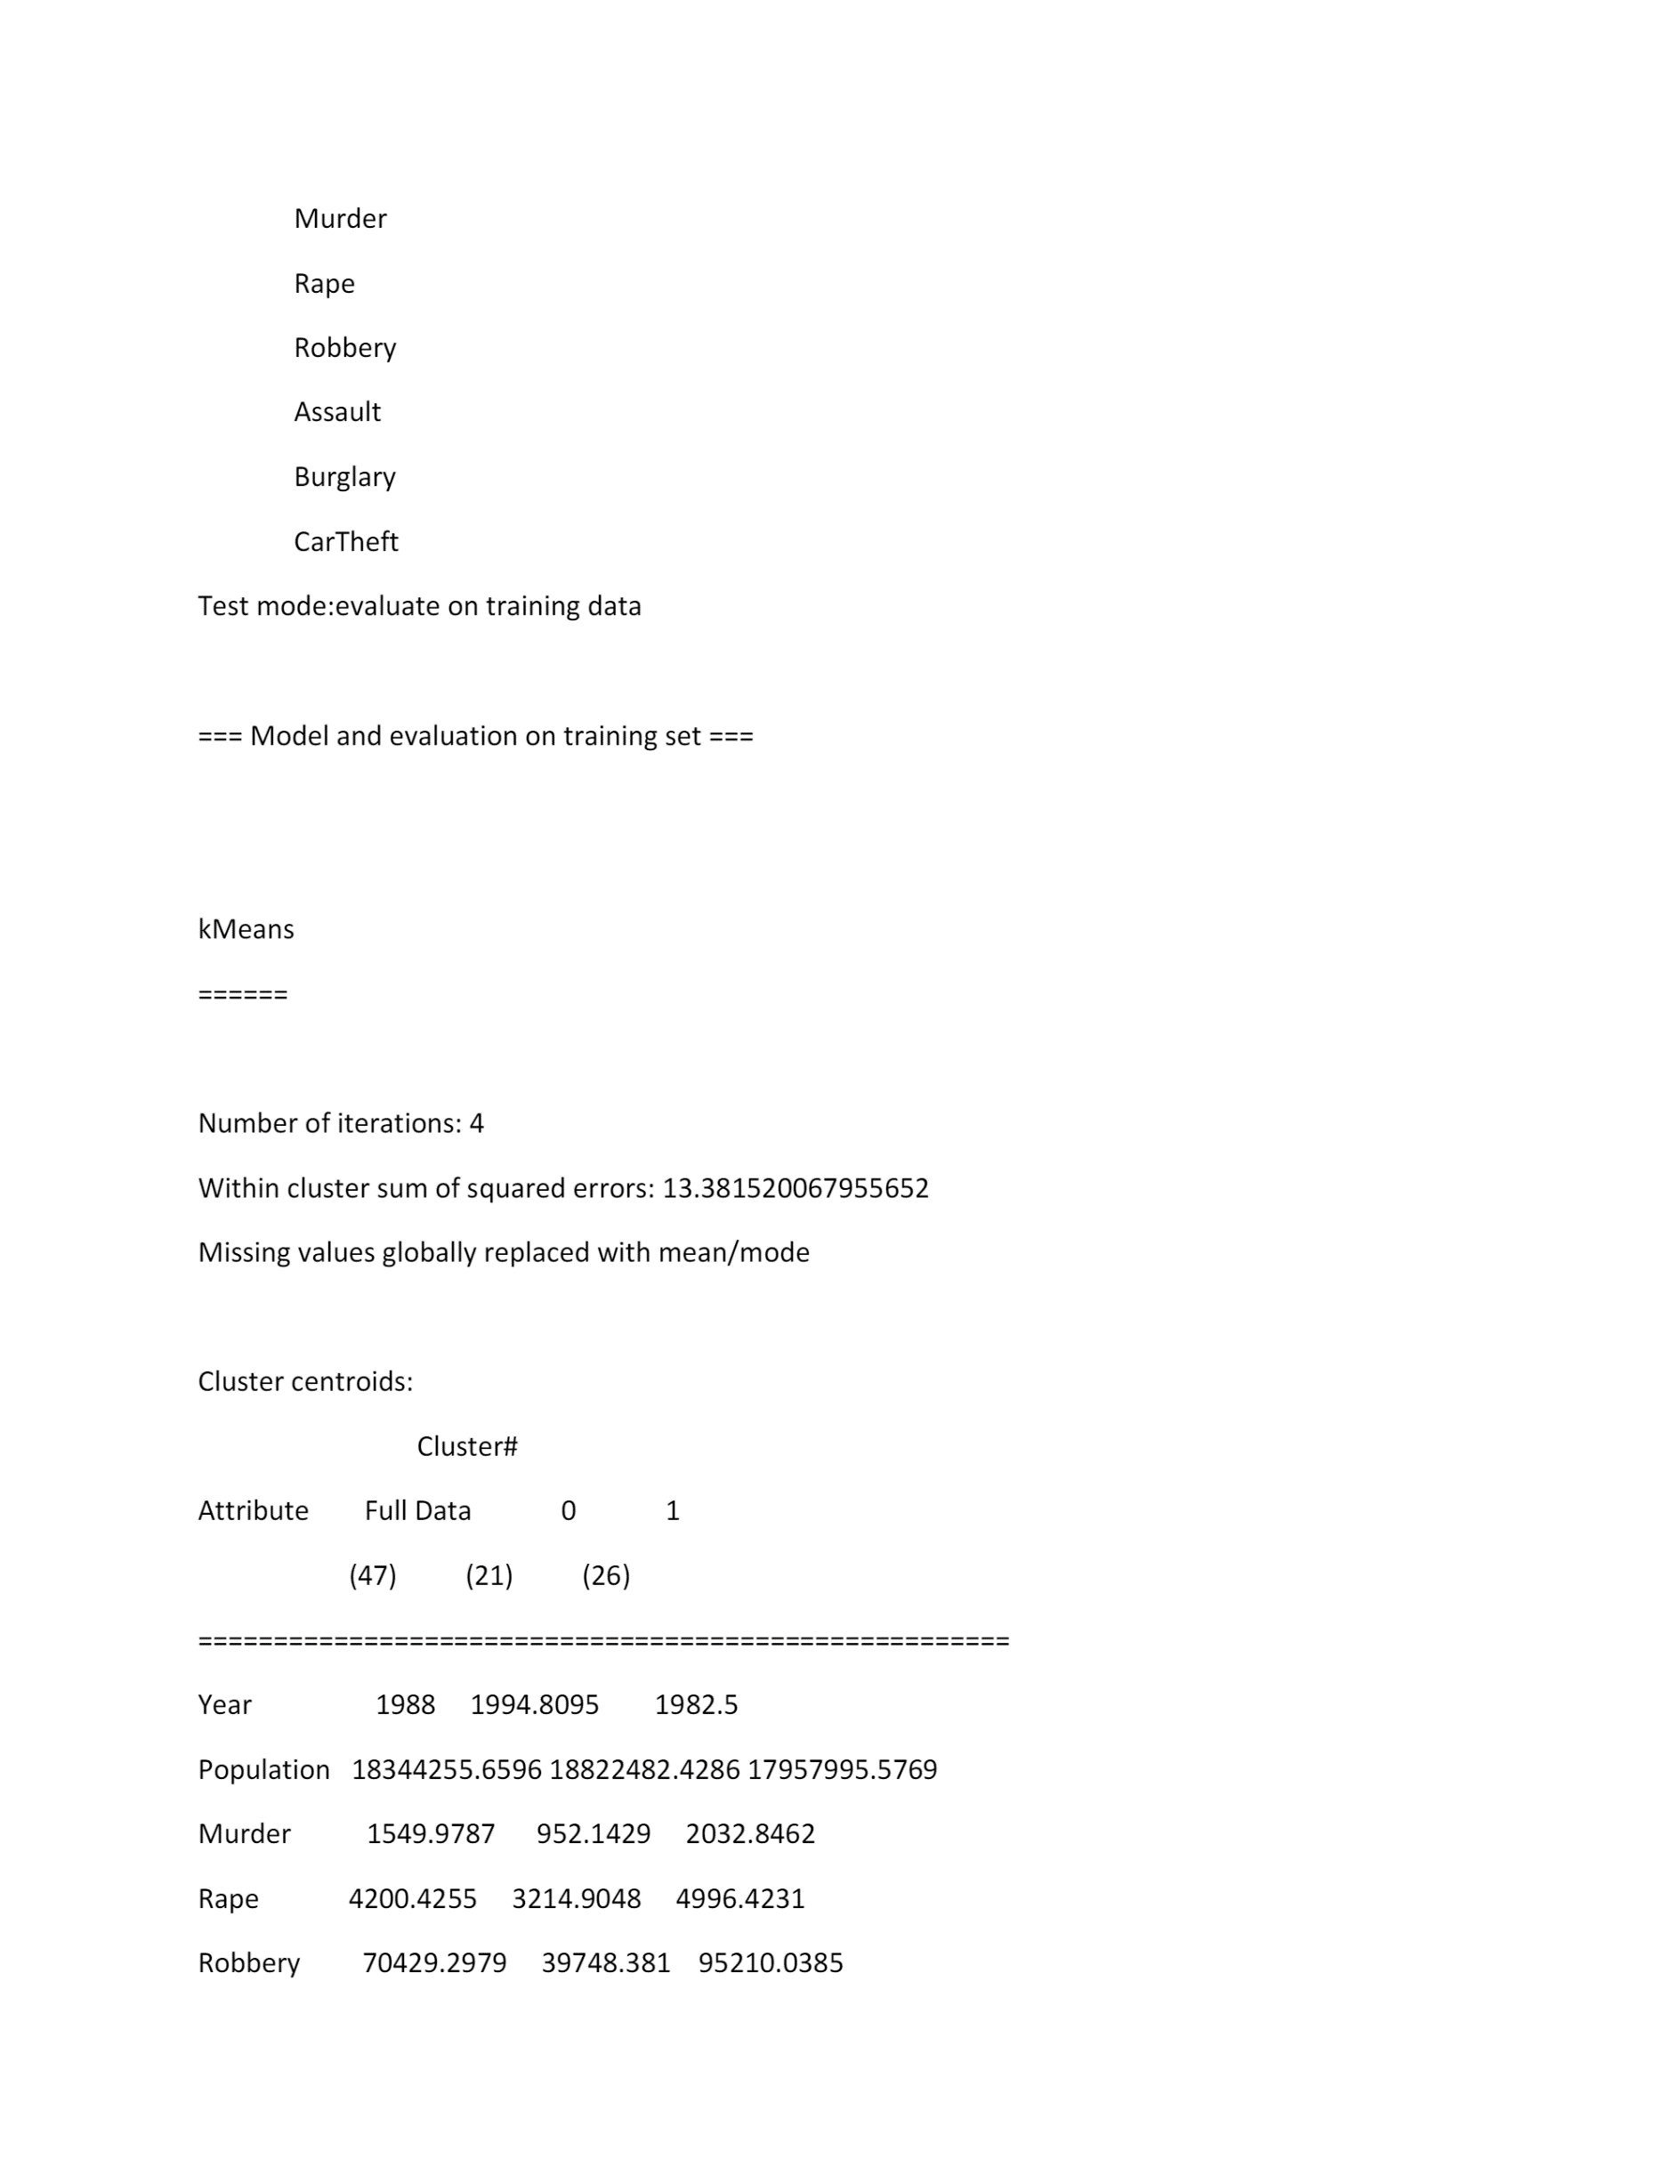 Murder
Rape
Robbery
Assault
Burglary
CarTheft
Test mode:evaluate on training data
=== Model and evaluation on training set ===
kMeans
======
Number of iterations: 4
Within cluster sum of squared errors: 13.381520067955652
Missing values globally replaced with mean/mode
Cluster centroids:
Cluster#
Attribute Full Data 0 1
(47) (21) (26)
======================================================
Year 1988 1994.8095 1982.5
Population 18344255.6596 18822482.4286 17957995.5769
Murder 1549.9787 952.1429 2032.8462
Rape 4200.4255 3214.9048 4996.4231
Robbery 70429.2979 39748.381 95210.0385